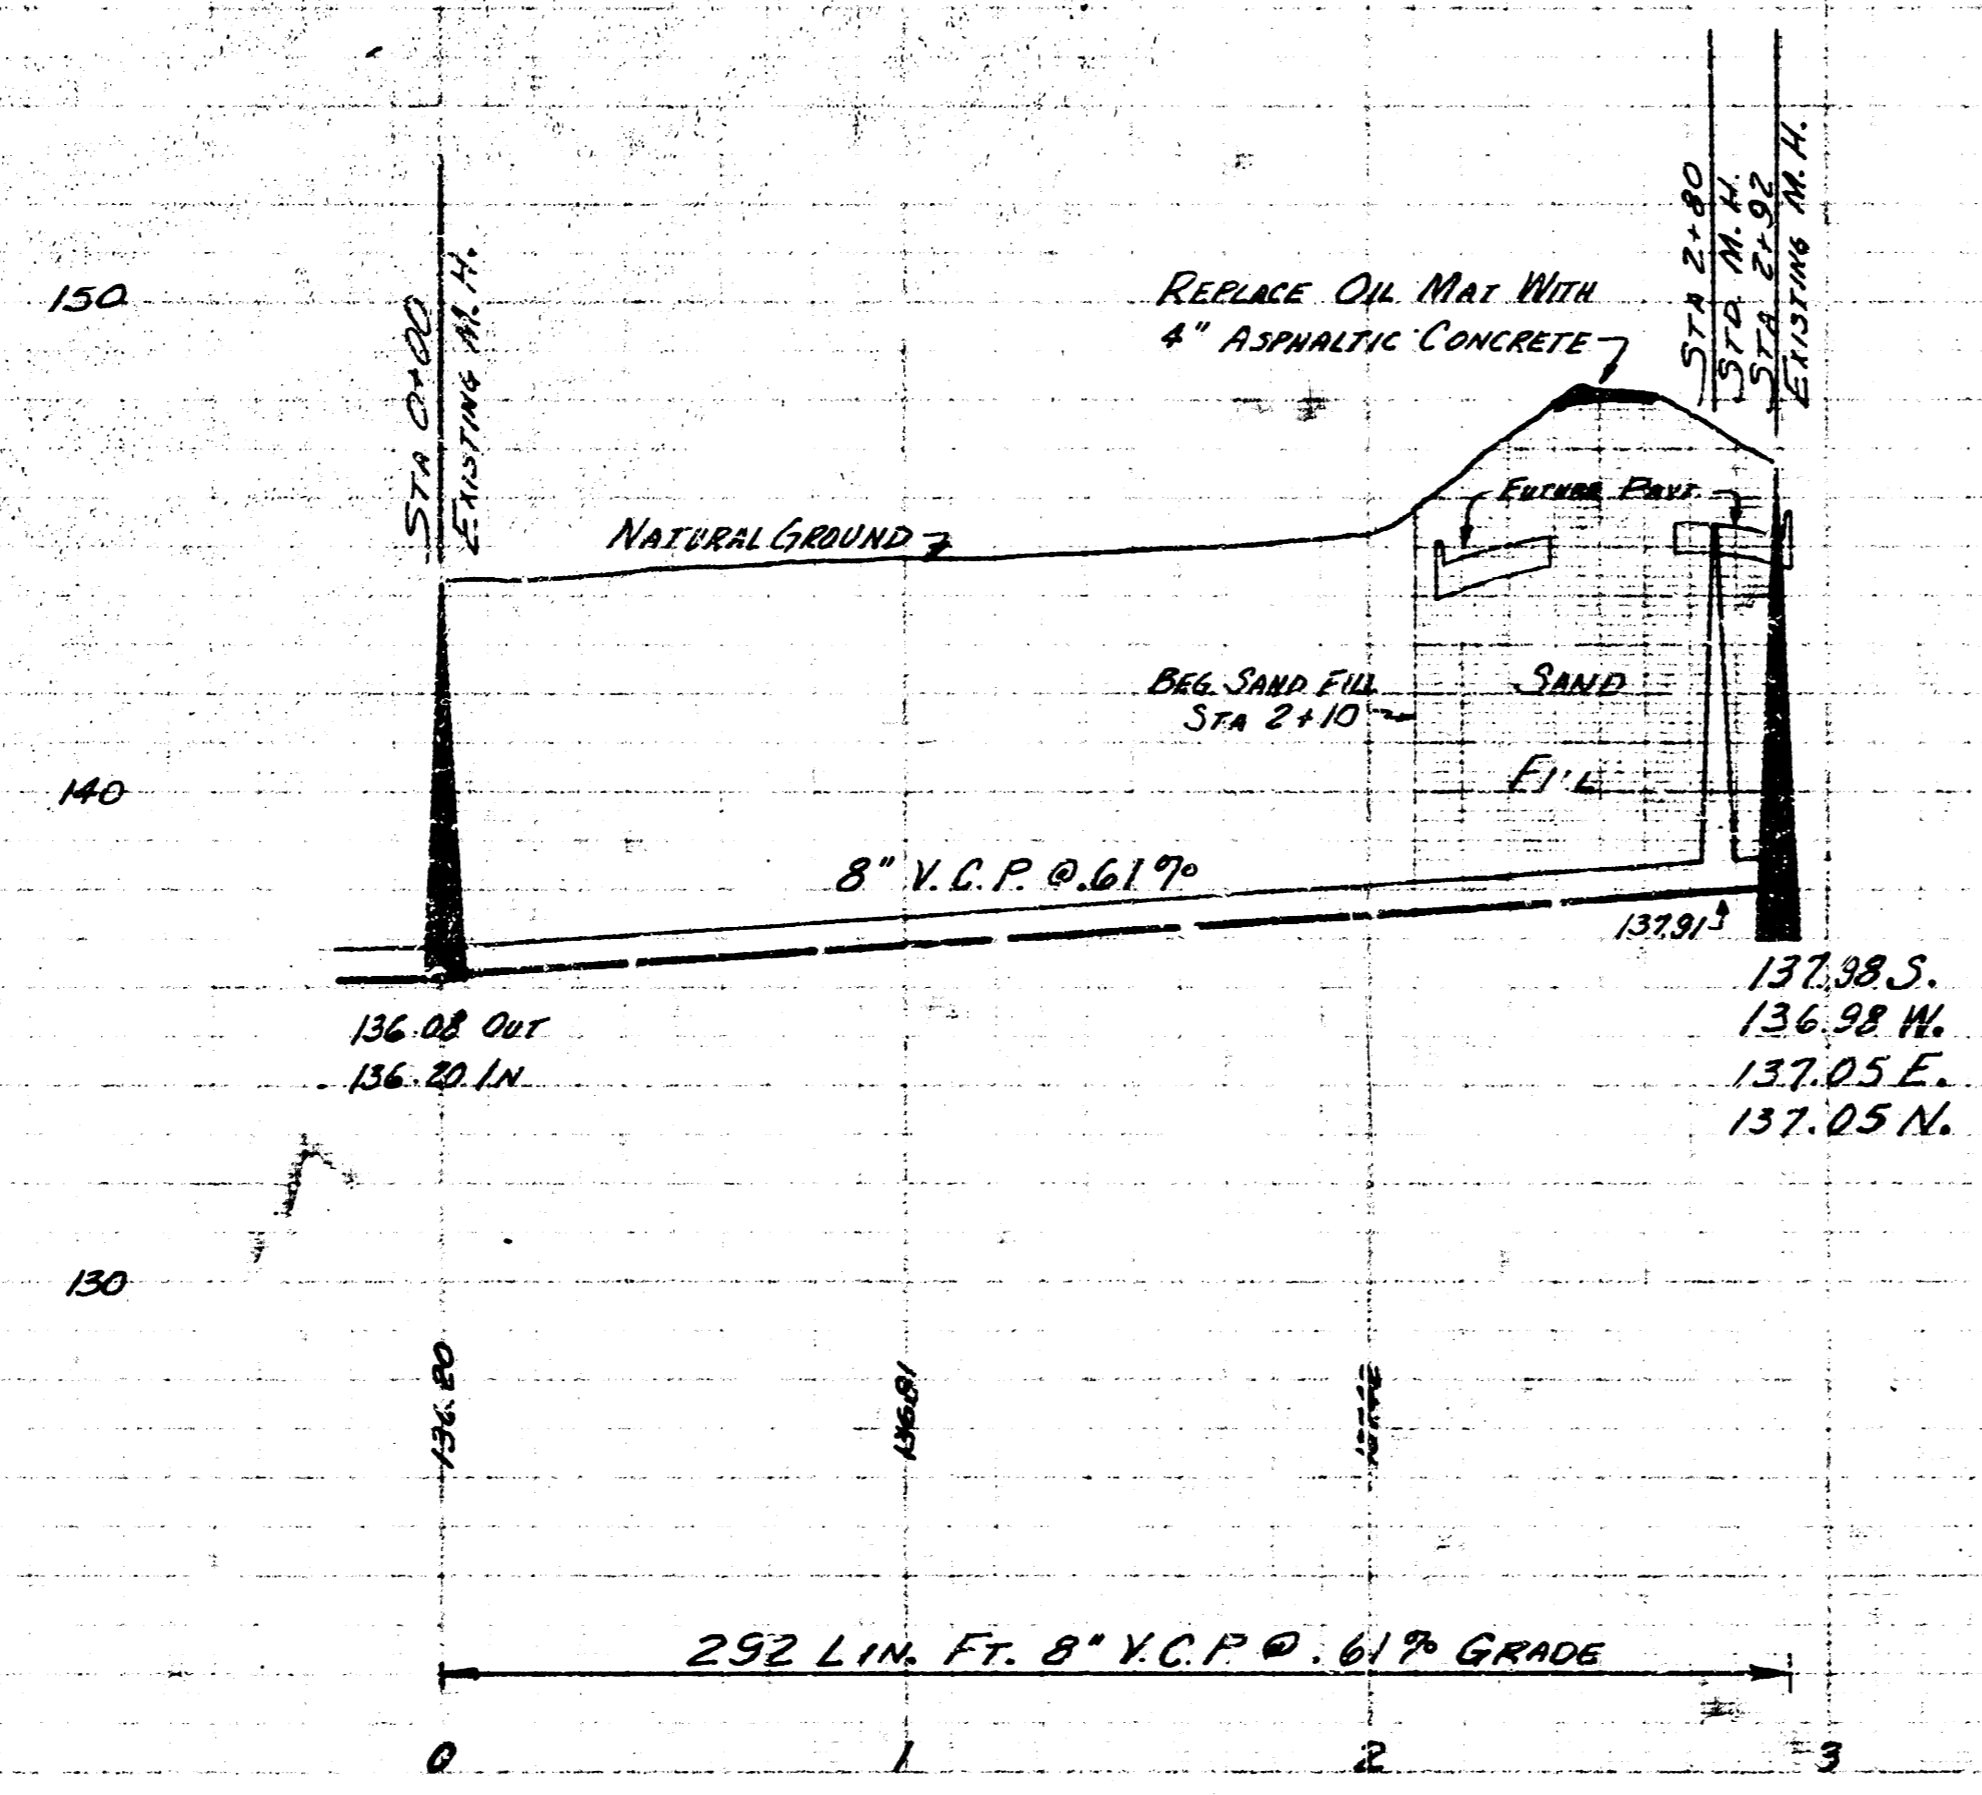 150
STA 0+00
EXISTING M.H.
REPLACE OIL MAT WITH
4" ASPHALTIC CONCRETE
STA 2+80
STD. M.H.
STA 2+92
EXISTING M.H.
NATURAL GROUND
FUTURE PAVT.
BEG. SAND FILL
STA 2+10
SAND
FILL
140
8" V.C.P. @ .61%
137.91
136.08 OUT
136.20 IN
137.98 S.
136.98 W.
137.05 E.
137.05 N.
130
136.20
136.81
292 LIN. FT. 8" V.C.P. @ .61% GRADE
0
1
2
3